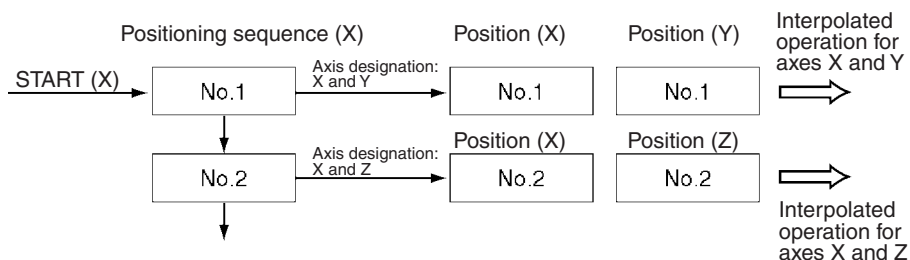 Positioning sequence (X)
Position (X)
Position (Y)
Interpolated
operation for
axes X and Y
START (X)
No.1
Axis designation:
X and Y
No.1
No.1
Position (X)
Position (Z)
No.2
Axis designation:
X and Z
No.2
No.2
Interpolated
operation for
axes X and Z